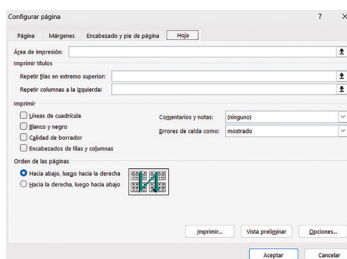 Configurar página ? X
Página Márgenes Encabezado y pie de página Hoja
Área de impresión:
Imprimir títulos
Repetir filas en extremo superior:
Repetir columnas a la izquierda:
Imprimir
Líneas de cuadrícula
Blanco y negro
Calidad de borrador
Encabezados de filas y columnas
Comentarios y notas: (ninguno)
Errores de celda como: mostrado
Orden de las páginas
Hacia abajo, luego hacia la derecha
Hacia la derecha, luego hacia abajo
Imprimir... Vista preliminar Opciones...
Aceptar Cancelar